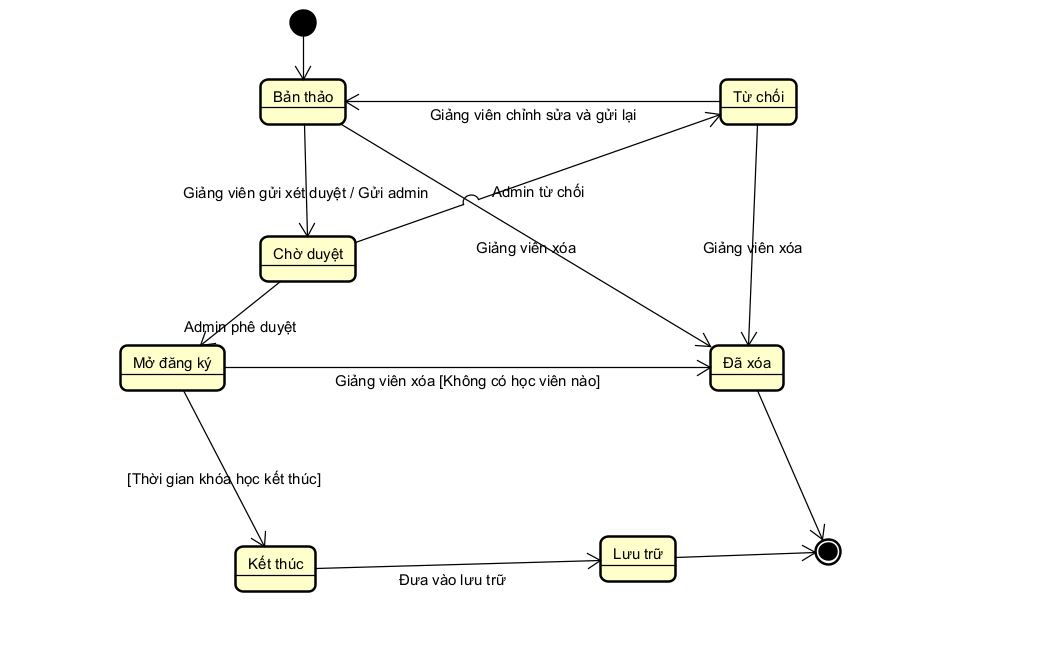 Bản thảo
Từ chối
Giảng viên chỉnh sửa và gửi lại
Giảng viên gửi xét duyệt / Gửi admin
Admin từ chối
Chờ duyệt
Giảng viên xóa
Giảng viên xóa
Admin phê duyệt
Mở đăng ký
Đã xóa
Giảng viên xóa [Không có học viên nào]
[Thời gian khóa học kết thúc]
Kết thúc
Lưu trữ
Đưa vào lưu trữ